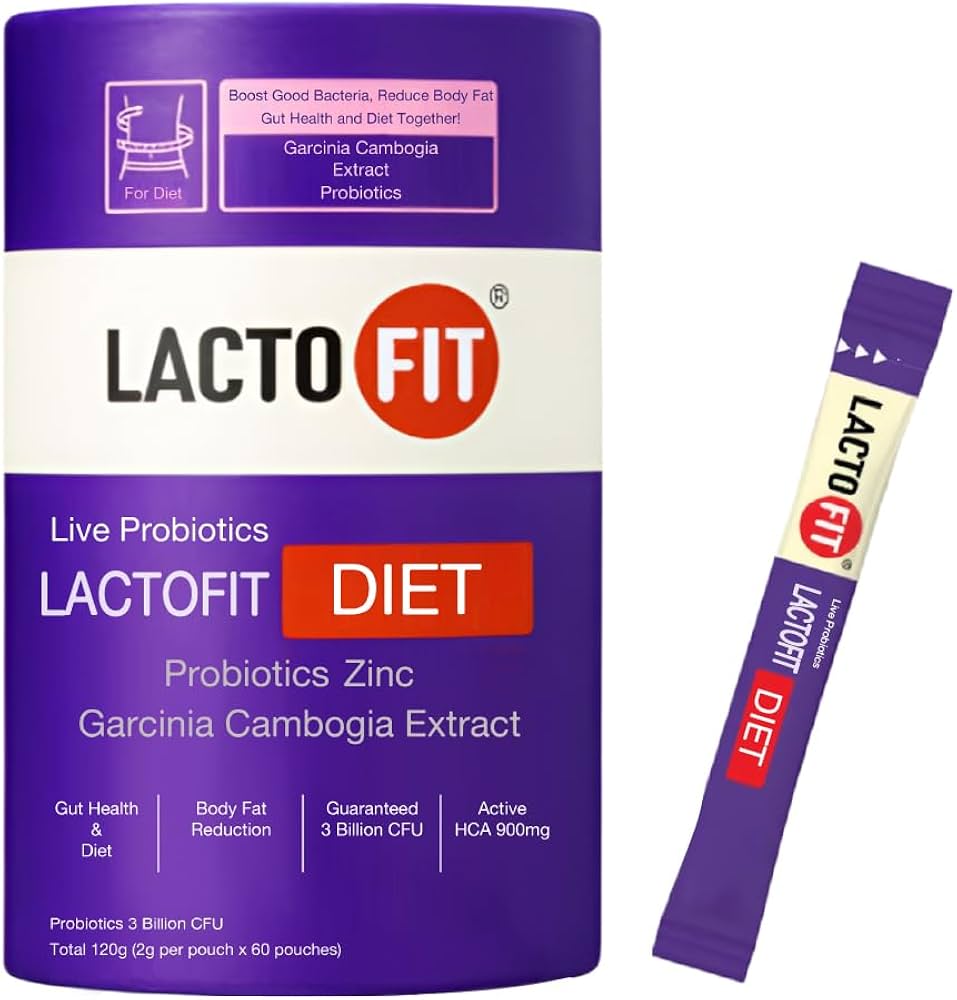 For Diet
Boost Good Bacteria, Reduce Body Fat
Gut Health and Diet Together!
Garcinia Cambogia
Extract
Probiotics
LACTO FIT ®
Live Probiotics
LACTOFIT DIET
Probiotics Zinc
Garcinia Cambogia Extract
Gut Health
&
Diet
Body Fat
Reduction
Guaranteed
3 Billion CFU
Active
HCA 900mg
Probiotics 3 Billion CFU
Total 120g (2g per pouch x 60 pouches)
LACTO FIT ®
Live Probiotics
LACTOFIT DIET